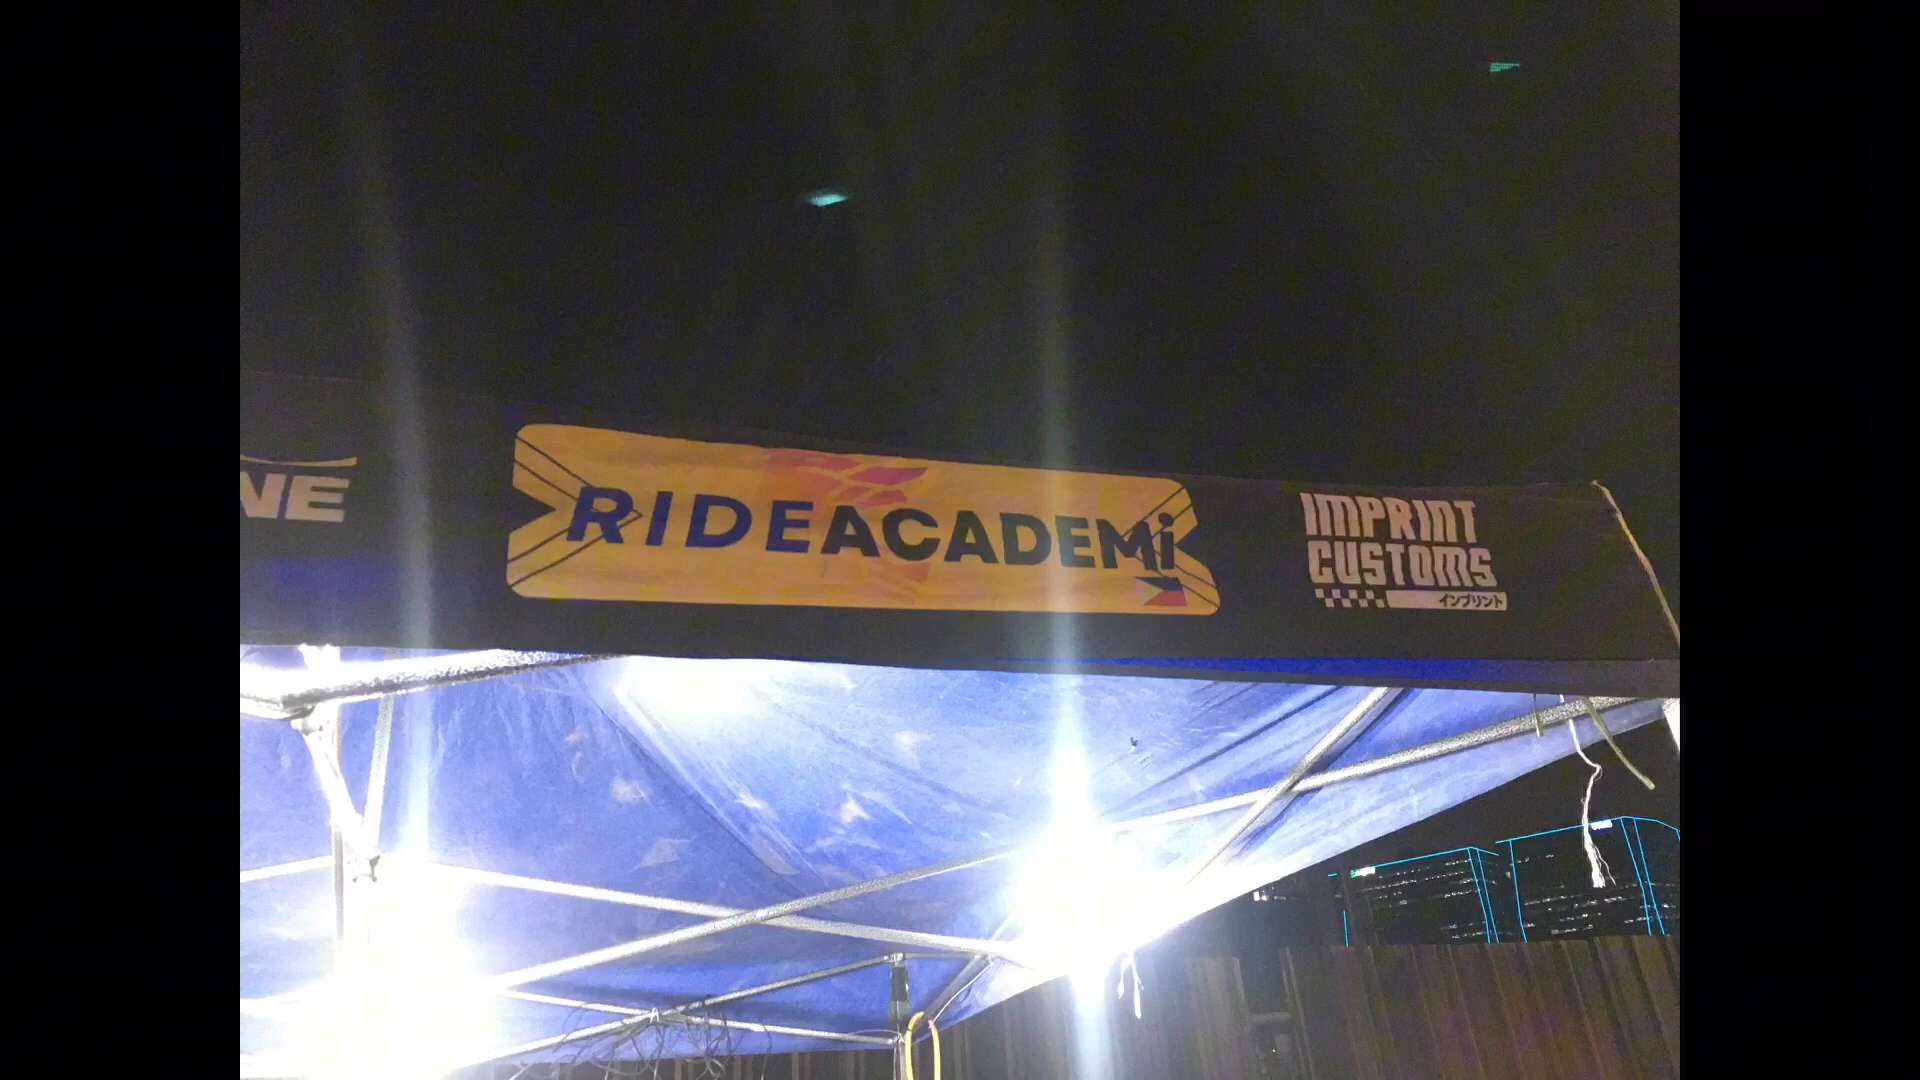 NE
RIDEACADEMi
IMPRINT
CUSTOMS
インプリント